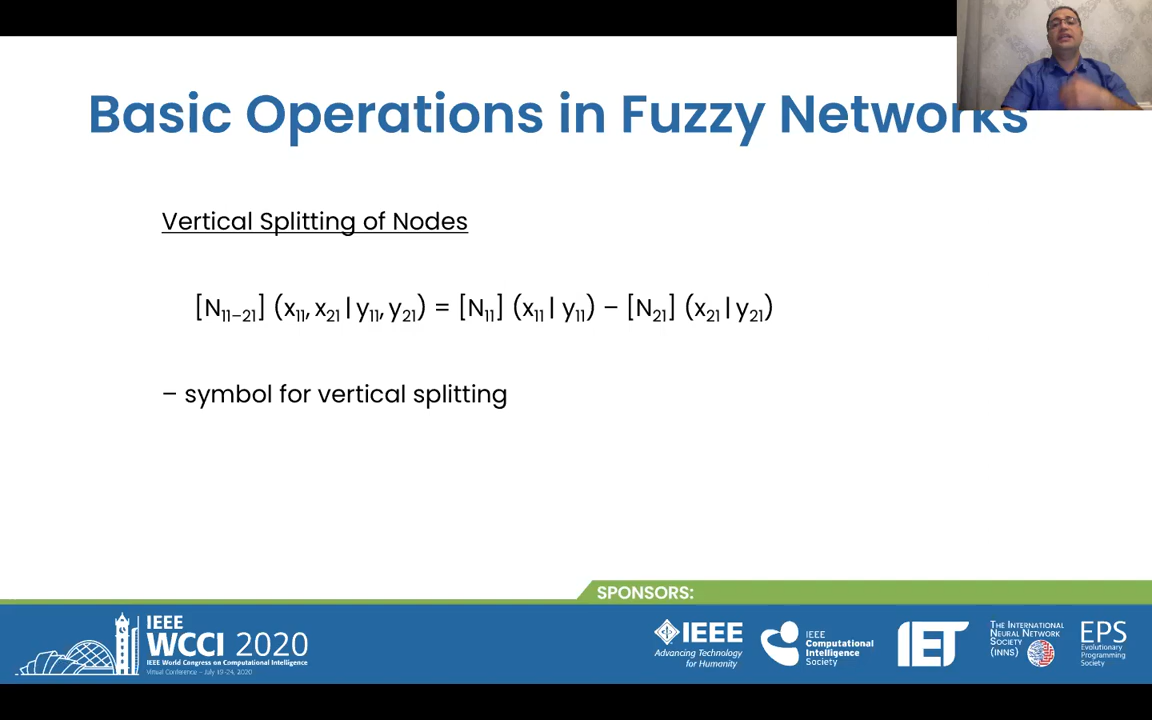 Basic Operations in Fuzzy Networks
Vertical Splitting of Nodes
[N₁₁₋₂₁] (x₁₁, x₂₁ | y₁₁, y₂₁) = [N₁₁] (x₁₁ | y₁₁) – [N₂₁] (x₂₁ | y₂₁)
– symbol for vertical splitting
SPONSORS:
IEEE
WCCI 2020
IEEE World Congress on Computational Intelligence
Virtual Conference – July 19-24, 2020
IEEE
Advancing Technology
for Humanity
IEEE
Computational
Intelligence
Society
IET
The International
Neural Network
Society
(INNS)
EPS
Evolutionary
Programming
Society